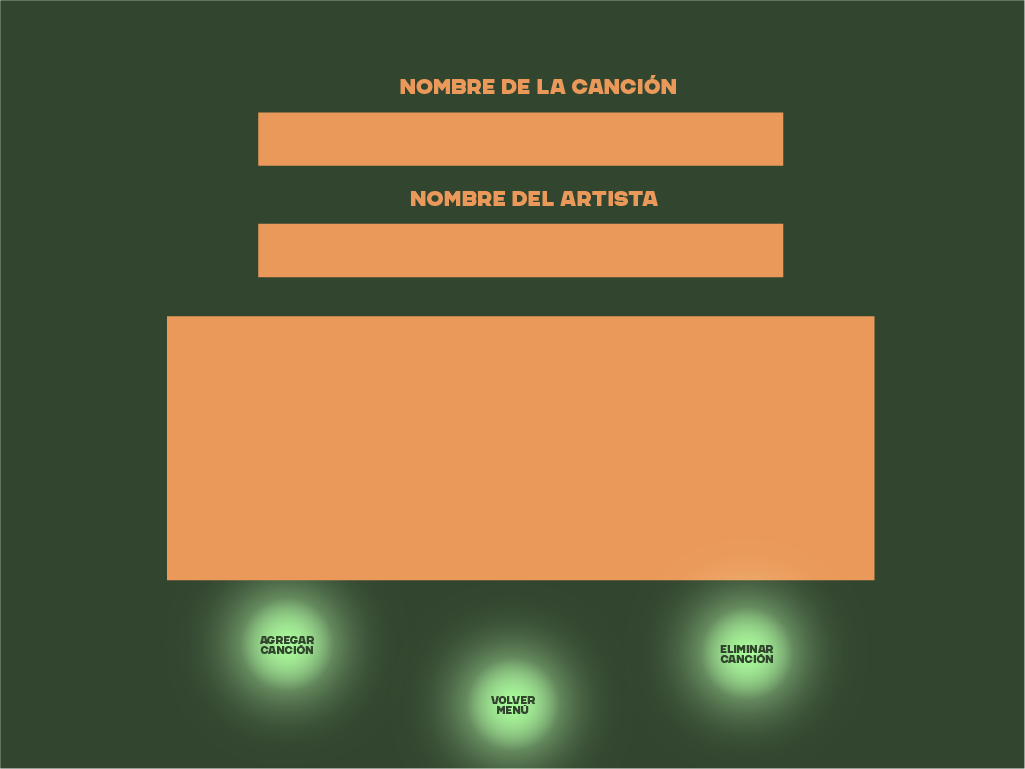 NOMBRE DE LA CANCIÓN
NOMBRE DEL ARTISTA
AGREGAR
CANCIÓN
ELIMINAR
CANCIÓN
VOLVER
MENÚ